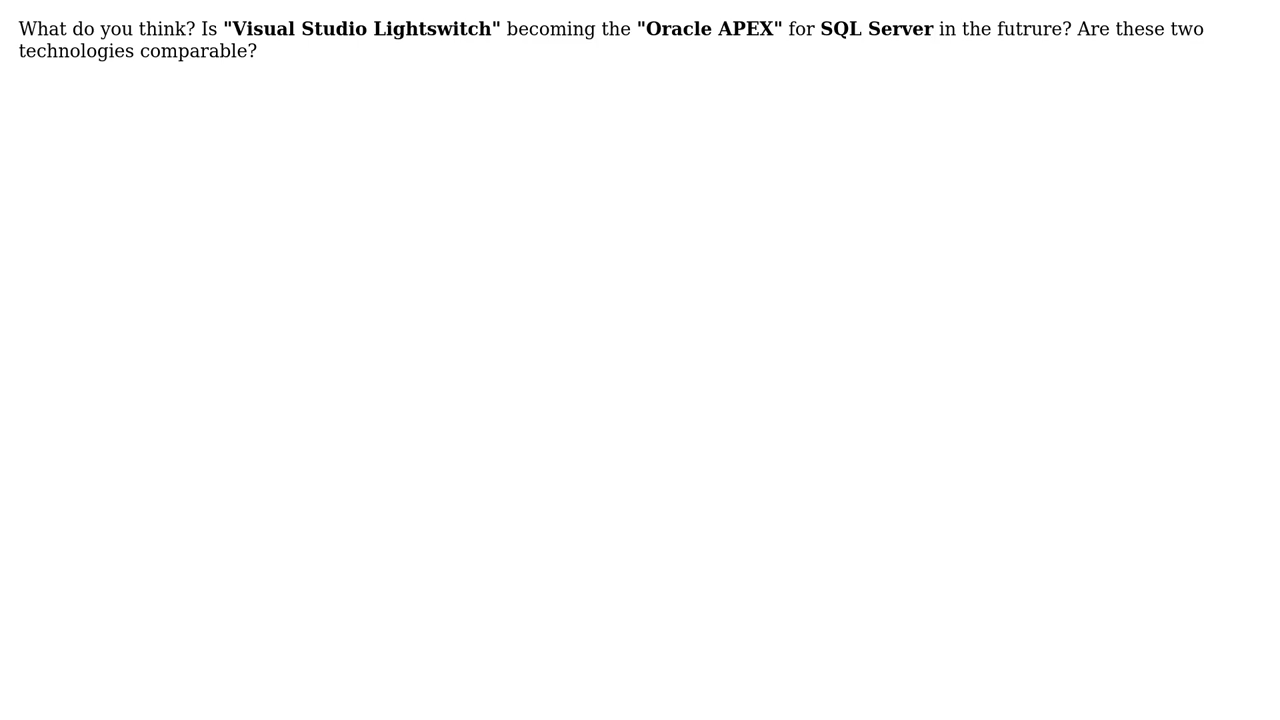 What do you think? Is "Visual Studio Lightswitch" becoming the "Oracle APEX" for SQL Server in the futrure? Are these two
technologies comparable?